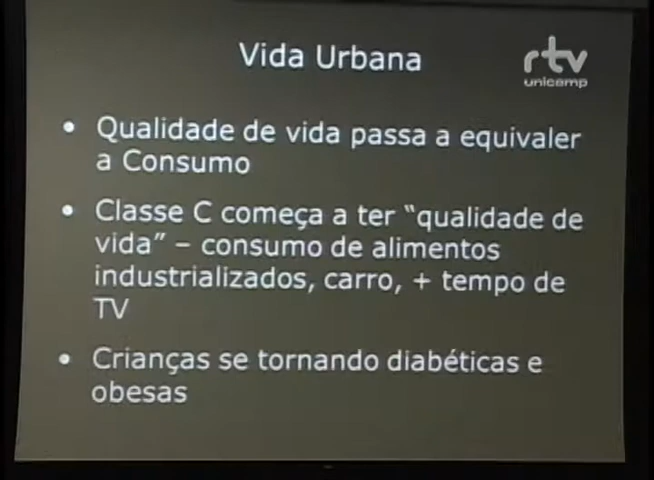 Vida Urbana
rtv
unicamp
• Qualidade de vida passa a equivaler
a Consumo
• Classe C começa a ter “qualidade de
vida” – consumo de alimentos
industrializados, carro, + tempo de
TV
• Crianças se tornando diabéticas e
obesas